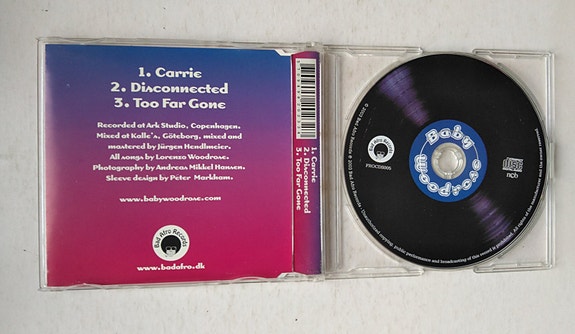 1. Carrie
2. Disconnected
3. Too Far Gone
Recorded at Ark Studio, Copenhagen.
Mixed at Kalle's, Göteborg, mixed and
mastered by Jürgen Hendlmeier.
All songs by Lorenzo Woodrose.
Photography by Andreas Mikkel Hansen.
Sleeve design by Peter Markham.
www.babywoodrose.com
Bad Afro Records
www.badafro.dk
1. Carrie
2. Disconnected
3. Too Far Gone
Baby
Woodrose
ncb